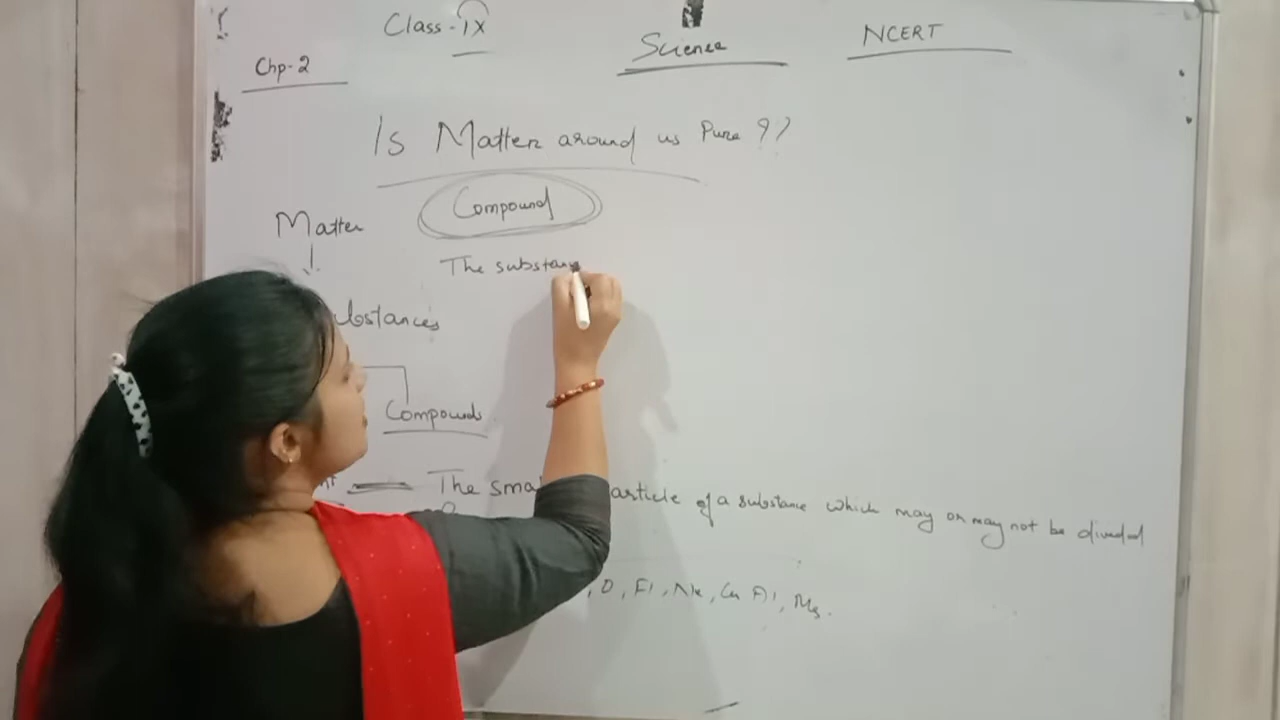 Class - IX
Science
NCERT
Chp-2
Is Matter around us Pure ??
Compound
Matter
The substan
bstances
Compounds
The sma article of a substance which may or may not be divided
, O, Fl, Ne, Cu Al, Mg.